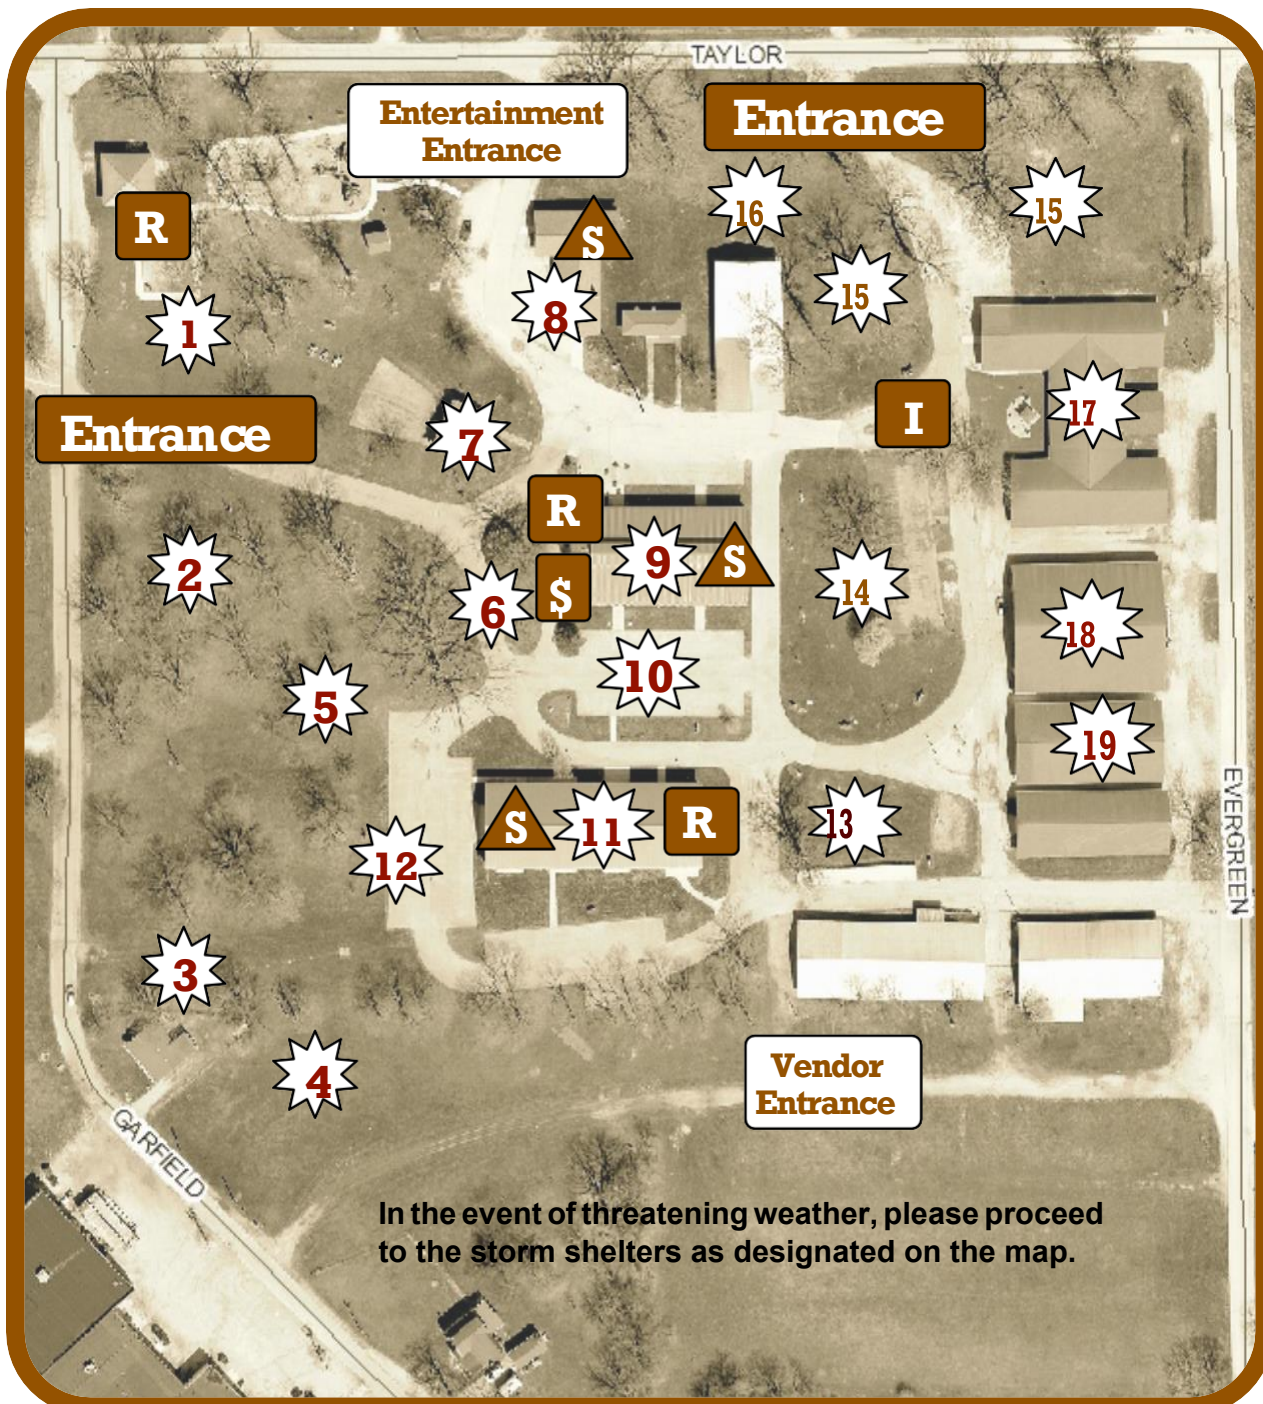 TAYLOR
Entertainment
Entrance
Entrance
16
15
R
S
15
8
1
17
I
Entrance
7
R
9
S
2
$
6
14
18
10
5
19
S
11
R
13
12
EVERGREEN
3
4
Vendor
Entrance
GARFIELD
In the event of threatening weather, please proceed
to the storm shelters as designated on the map.